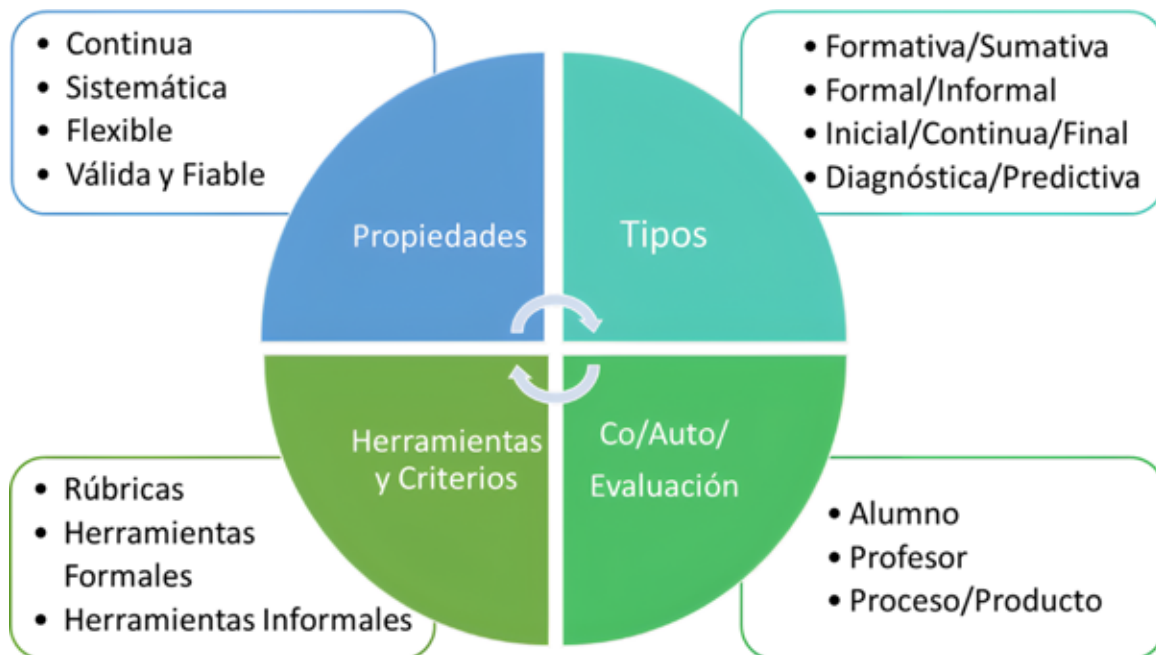 • Continua
• Sistemática
• Flexible
• Válida y Fiable
Propiedades
• Formativa/Sumativa
• Formal/Informal
• Inicial/Continua/Final
• Diagnóstica/Predictiva
Tipos
Herramientas
y Criterios
• Rúbricas
• Herramientas
Formales
• Herramientas Informales
Co/Auto/
Evaluación
• Alumno
• Profesor
• Proceso/Producto